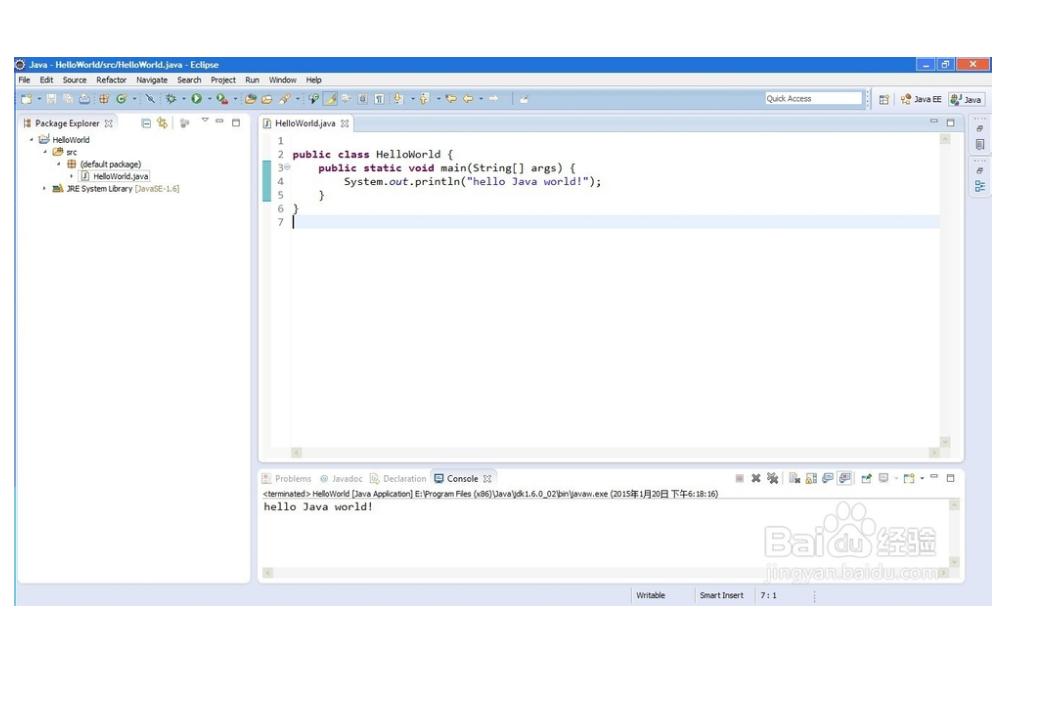 Java - HelloWorld/src/HelloWorld.java - Eclipse
File Edit Source Refactor Navigate Search Project Run Window Help
Quick Access Java EE Java
Package Explorer
HelloWorld
src
(default package)
HelloWorld.java
JRE System Library [JavaSE-1.6]
HelloWorld.java
1
2 public class HelloWorld {
3 public static void main(String[] args) {
4 System.out.println("hello Java world!");
5 }
6 }
7
Problems @ Javadoc Declaration Console
<terminated> HelloWorld [Java Application] E:\Program Files (x86)\Java\jdk1.6.0_02\bin\javaw.exe (2015年1月20日 下午6:18:16)
hello Java world!
Baidu 经验
jingyan.baidu.com
Writable Smart Insert 7 : 1